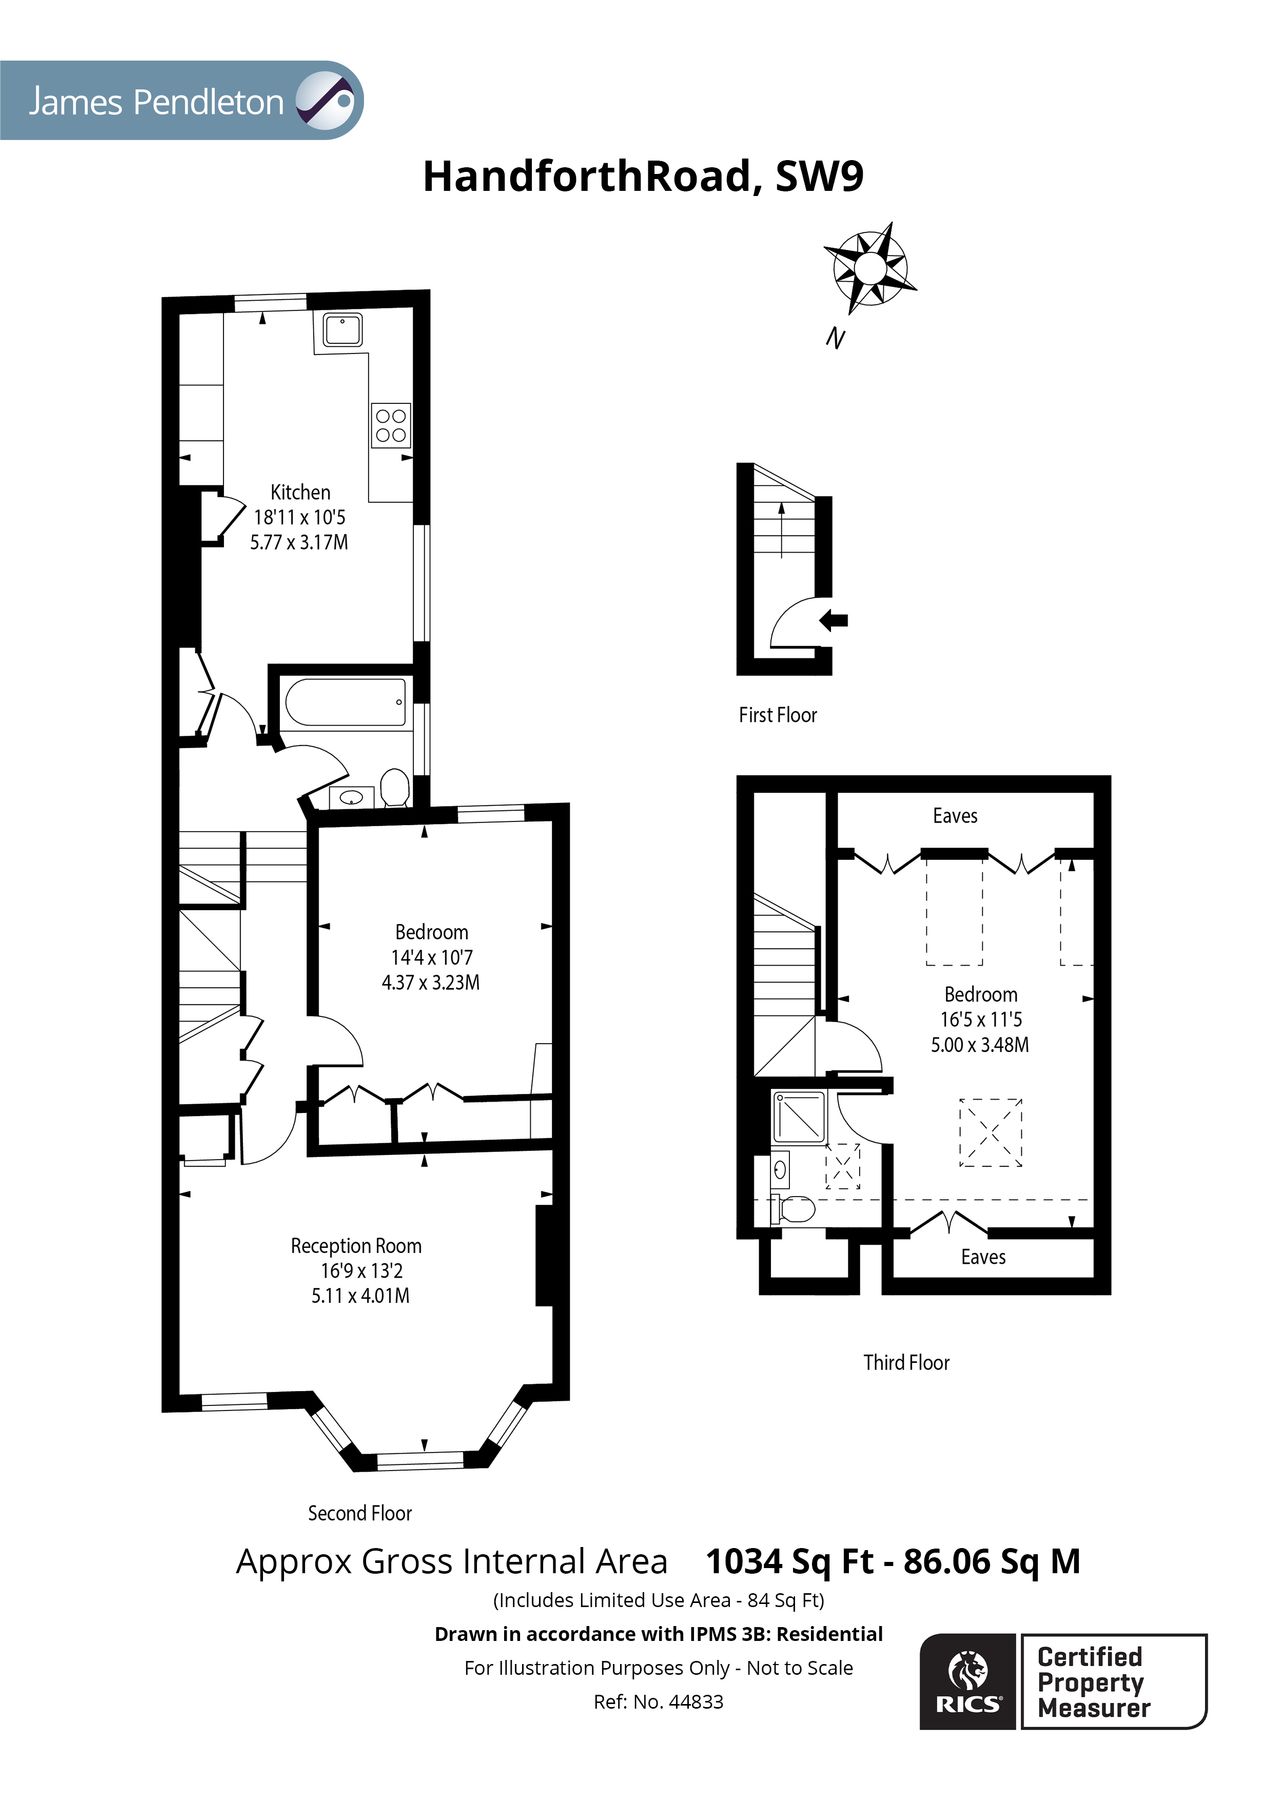 James Pendleton
HandforthRoad, SW9
N
Kitchen
18'11 x 10'5
5.77 x 3.17M
First Floor
Eaves
Bedroom
14'4 x 10'7
4.37 x 3.23M
Bedroom
16'5 x 11'5
5.00 x 3.48M
Reception Room
16'9 x 13'2
5.11 x 4.01M
Eaves
Third Floor
Second Floor
Approx Gross Internal Area 1034 Sq Ft - 86.06 Sq M
(Includes Limited Use Area - 84 Sq Ft)
Drawn in accordance with IPMS 3B: Residential
For Illustration Purposes Only - Not to Scale
Ref: No. 44833
RICS
Certified
Property
Measurer